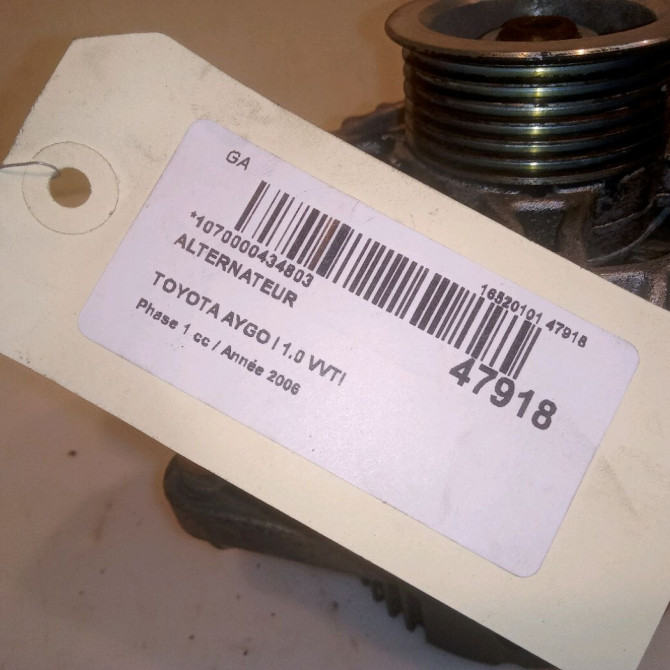 GA
*1070000434803
16520101 47918
ALTERNATEUR
47918
TOYOTA AYGO I 1.0 VVTI
Phase 1 cc / Année 2006